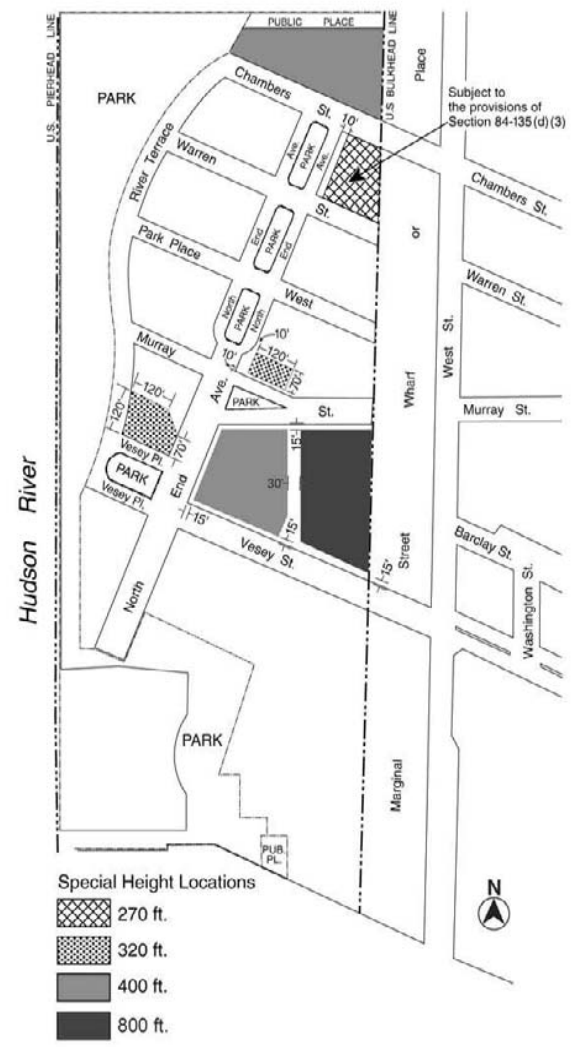 U.S. PIERHEAD LINE
PUBLIC PLACE
U.S BULKHEAD LINE
Place
PARK
Chambers
St.
10'
Subject to
the provisions of
Section 84-135 (d) (3)
River Terrace
Warren
Ave.
PARK
Ave.
St.
Chambers St.
Park Place
End
PARK
End
or
Warren St.
West
North
PARK
North
West St.
Murray
10'
10'
120'
70'
Ave.
PARK
St.
Wharf
Murray St.
120'
120'
70'
Vesey Pl.
PARK
Vesey Pl.
End
15'
30'
15'
15'
Vesey St.
15'
Street
Barclay St.
Washington St.
Hudson River
North
PARK
Marginal
PUB.
PL.
N
Special Height Locations
270 ft.
320 ft.
400 ft.
800 ft.